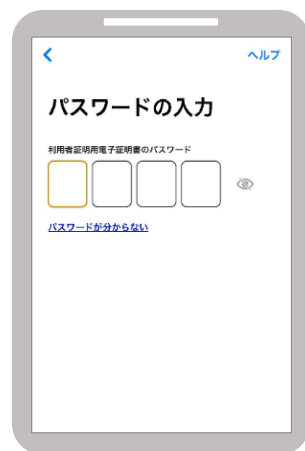 ヘルプ
パスワードの入力
利用者証明用電子証明書のパスワード
パスワードが分からない